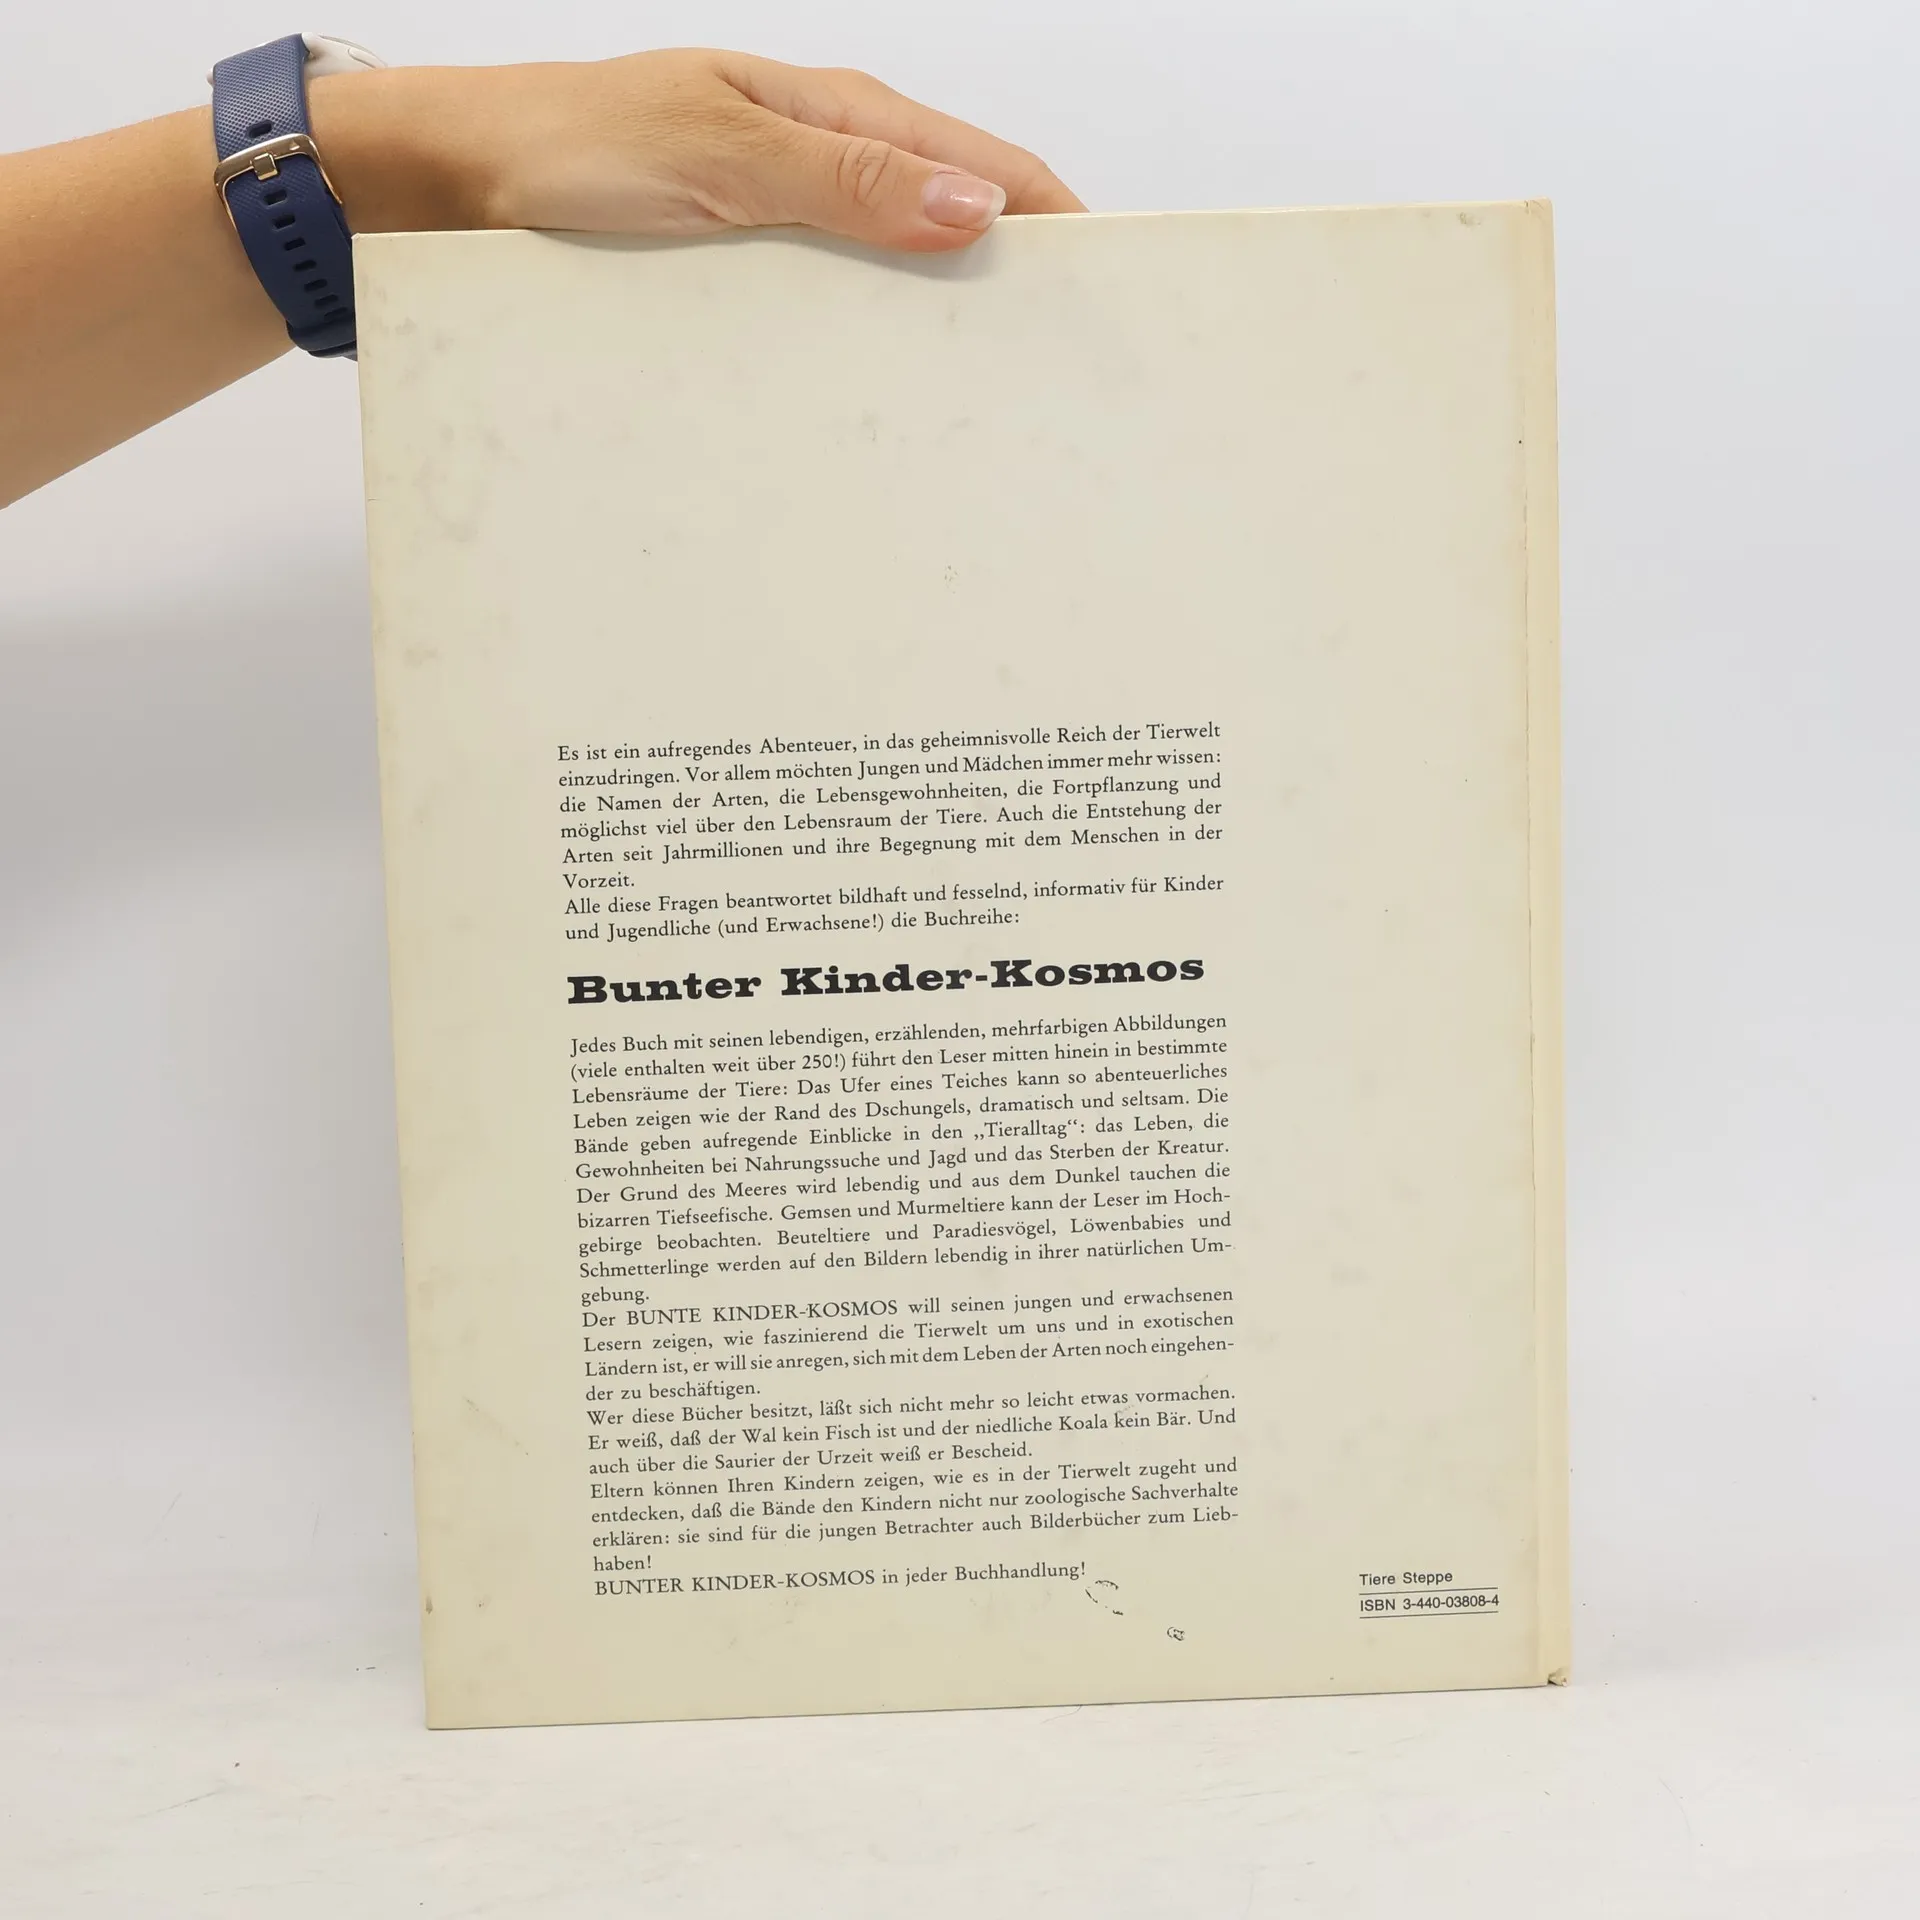 Es ist ein aufregendes Abenteuer, in das geheimnisvolle Reich der Tierwelt
einzudringen. Vor allem möchten Jungen und Mädchen immer mehr wissen:
die Namen der Arten, die Lebensgewohnheiten, die Fortpflanzung und
möglichst viel über den Lebensraum der Tiere. Auch die Entstehung der
Arten seit Jahrmillionen und ihre Begegnung mit dem Menschen in der
Vorzeit.
Alle diese Fragen beantwortet bildhaft und fesselnd, informativ für Kinder
und Jugendliche (und Erwachsene!) die Buchreihe:
Bunter Kinder-Kosmos
Jedes Buch mit seinen lebendigen, erzählenden, mehrfarbigen Abbildungen
(viele enthalten weit über 250!) führt den Leser mitten hinein in bestimmte
Lebensräume der Tiere: Das Ufer eines Teiches kann so abenteuerliches
Leben zeigen wie der Rand des Dschungels, dramatisch und seltsam. Die
Bände geben aufregende Einblicke in den „Tieralltag“: das Leben, die
Gewohnheiten bei Nahrungssuche und Jagd und das Sterben der Kreatur.
Der Grund des Meeres wird lebendig und aus dem Dunkel tauchen die
bizarren Tiefseefische. Gemsen und Murmeltiere kann der Leser im Hoch-
gebirge beobachten. Beuteltiere und Paradiesvögel, Löwenbabies und
Schmetterlinge werden auf den Bildern lebendig in ihrer natürlichen Um-
gebung.
Der BUNTE KINDER-KOSMOS will seinen jungen und erwachsenen
Lesern zeigen, wie faszinierend die Tierwelt um uns und in exotischen
Ländern ist, er will sie anregen, sich mit dem Leben der Arten noch eingehen-
der zu beschäftigen.
Wer diese Bücher besitzt, läßt sich nicht mehr so leicht etwas vormachen.
Er weiß, daß der Wal kein Fisch ist und der niedliche Koala kein Bär. Und
auch über die Saurier der Urzeit weiß er Bescheid.
Eltern können Ihren Kindern zeigen, wie es in der Tierwelt zugeht und
entdecken, daß die Bände den Kindern nicht nur zoologische Sachverhalte
erklären: sie sind für die jungen Betrachter auch Bilderbücher zum Lieb-
haben!
BUNTER KINDER-KOSMOS in jeder Buchhandlung!
Tiere Steppe
ISBN 3-440-03808-4